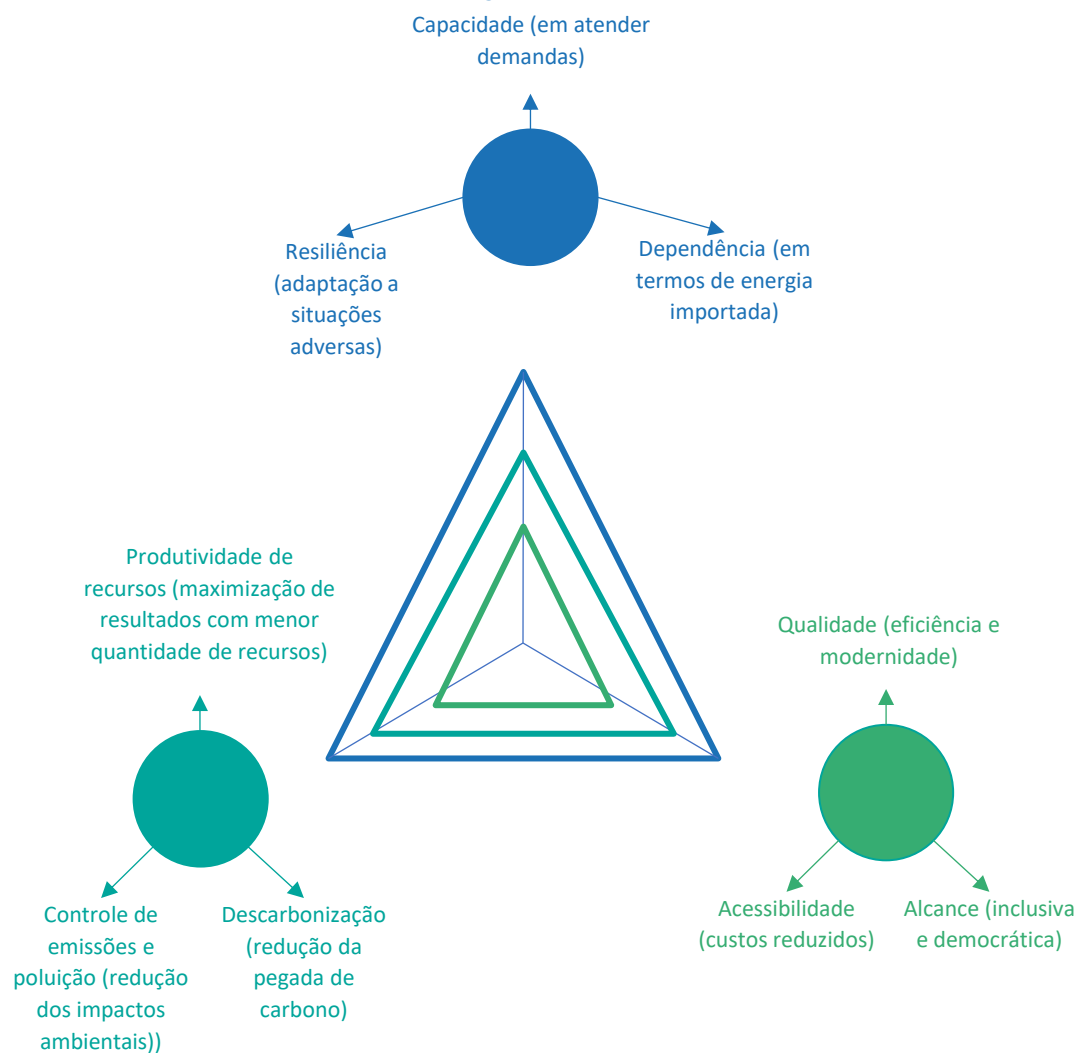 Capacidade (em atender
demandas)
Resiliência
(adaptação a
situações
adversas)
Dependência (em
termos de energia
importada)
Produtividade de
recursos (maximização de
resultados com menor
quantidade de recursos)
Qualidade (eficiência e
modernidade)
Controle de
emissões e
poluição (redução
dos impactos
ambientais))
Descarbonização
(redução da
pegada de
carbono)
Acessibilidade
(custos reduzidos)
Alcance (inclusiva
e democrática)